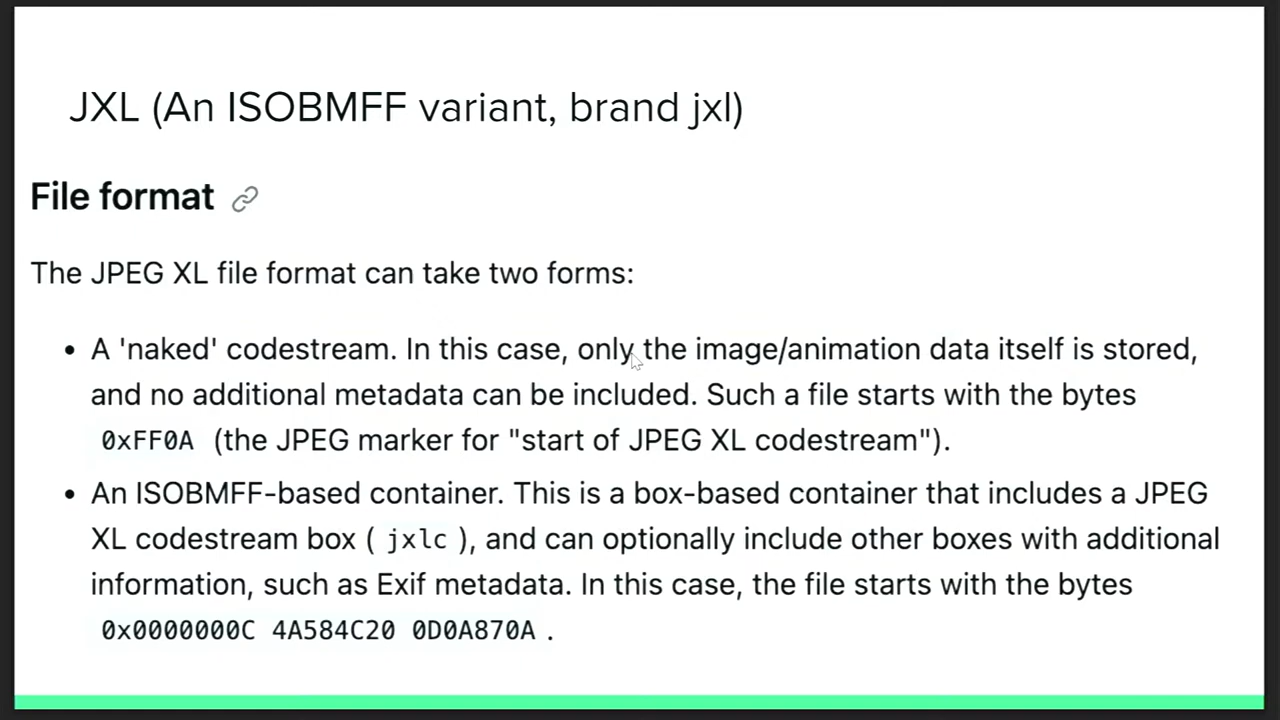 JXL (An ISOBMFF variant, brand jxl)
File format
The JPEG XL file format can take two forms:
• A 'naked' codestream. In this case, only the image/animation data itself is stored,
and no additional metadata can be included. Such a file starts with the bytes
0xFF0A (the JPEG marker for "start of JPEG XL codestream").
• An ISOBMFF-based container. This is a box-based container that includes a JPEG
XL codestream box ( jxlc ), and can optionally include other boxes with additional
information, such as Exif metadata. In this case, the file starts with the bytes
0x0000000C 4A584C20 0D0A870A .